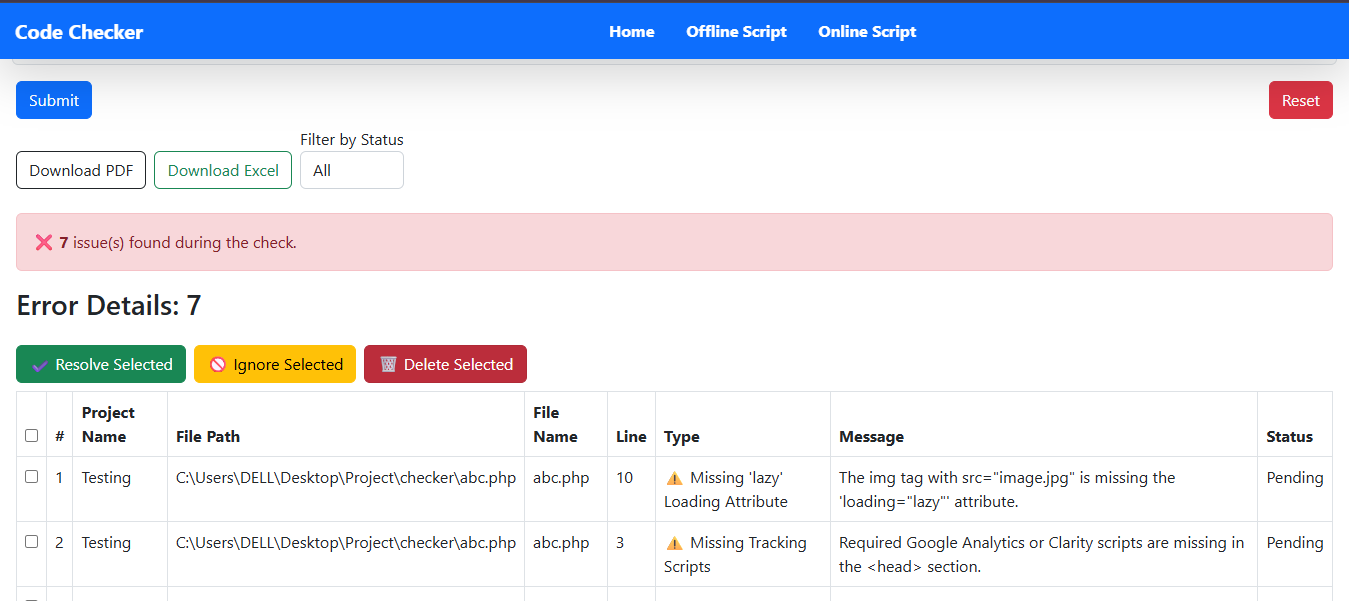 Code Checker Home Offline Script Online Script
Submit Reset
Filter by Status
Download PDF Download Excel All
❌ 7 issue(s) found during the check.
Error Details: 7
Resolve Selected Ignore Selected Delete Selected
# Project Name File Path File Name Line Type Message Status
1 Testing C:\Users\DELL\Desktop\Project\checker\abc.php abc.php 10 ⚠️ Missing 'lazy' Loading Attribute The img tag with src="image.jpg" is missing the 'loading="lazy"' attribute. Pending
2 Testing C:\Users\DELL\Desktop\Project\checker\abc.php abc.php 3 ⚠️ Missing Tracking Scripts Required Google Analytics or Clarity scripts are missing in the <head> section. Pending